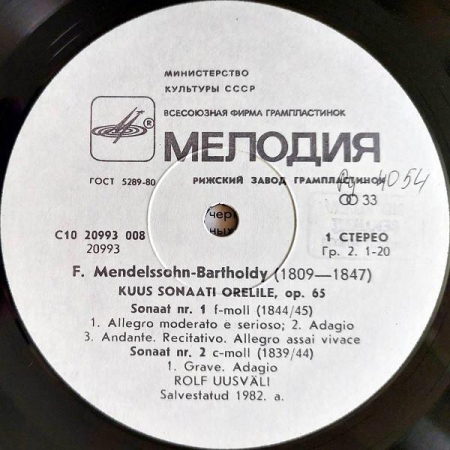 МИНИСТЕРСТВО
КУЛЬТУРЫ СССР
ВСЕСОЮЗНАЯ ФИРМА ГРАМПЛАСТИНОК
®
МЕЛОДИЯ
ГОСТ 5289-80 РИЖСКИЙ ЗАВОД ГРАМПЛАСТИНОК
4054
33
чер
ных
С10 20993 008 1 СТЕРЕО
20993 Гр. 2. 1-20
F. Mendelssohn-Bartholdy (1809—1847)
KUUS SONAATI ORELILE, op. 65
Sonaat nr. 1 f-moll (1844/45)
1. Allegro moderato e serioso; 2. Adagio
3. Andante. Recitativo. Allegro assai vivace
Sonaat nr. 2 c-moll (1839/44)
1. Grave. Adagio
ROLF UUSVÄLI
Salvestatud 1982. a.